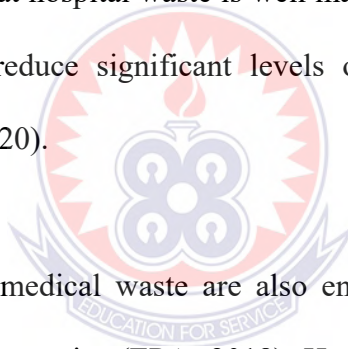 at hospital waste is well ma
reduce significant levels o
20).
medical waste are also en
EDUCATION FOR SERVICE